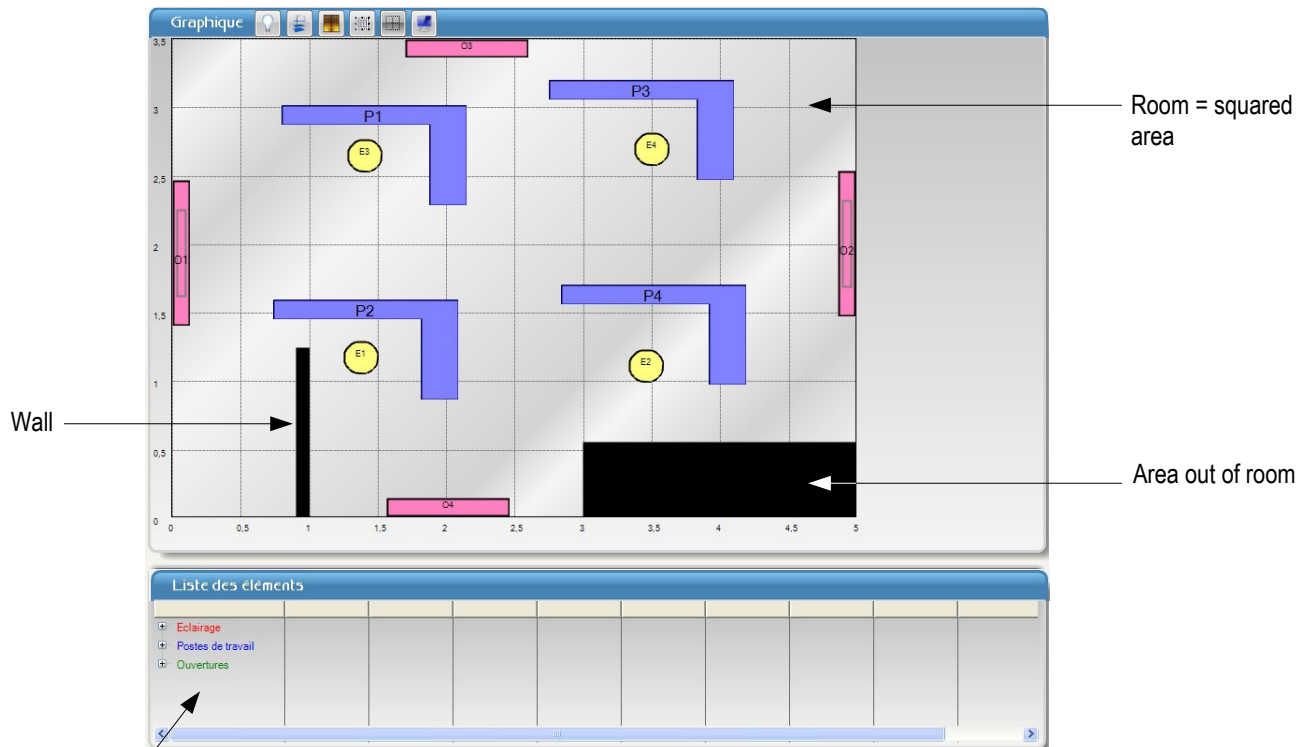 Graphique
3,5
O3
P3
Room = squared
area
3
P1
E3
E4
2,5
2
O1
O2
1,5
P2
P4
E1
E2
1
Wall
0,5
Area out of room
O4
0
0
0,5
1
1,5
2
2,5
3
3,5
4
4,5
5
Liste des éléments
Eclairage
Postes de travail
Ouvertures